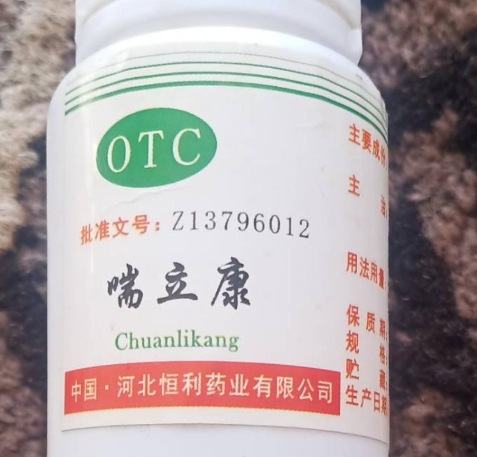 OTC
批准文号：Z13796012
喘立康
Chuanlikang
中国·河北恒利药业有限公司
主要成份
主 治
用法用量
保 质 期
规 格
贮 藏
生产日期